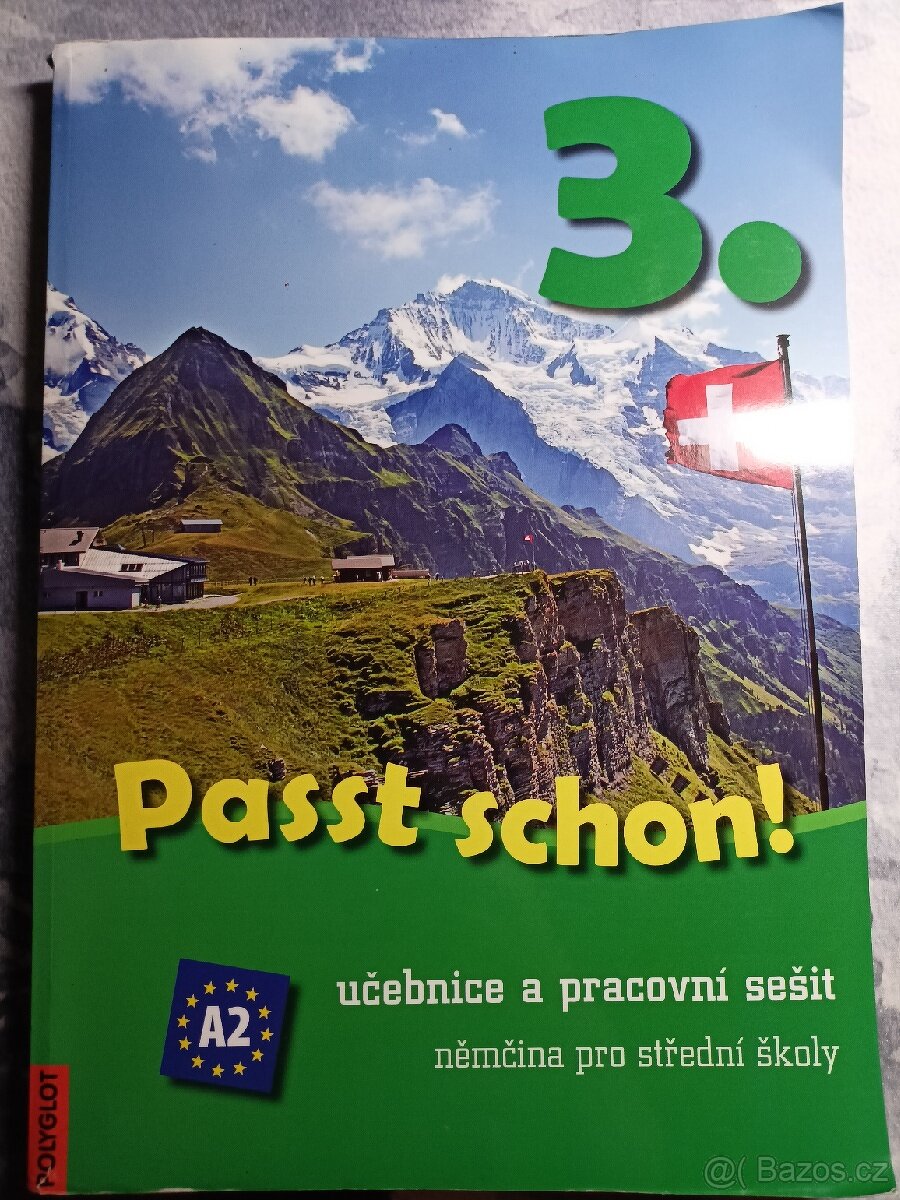 3.
Passt schon!
A2
učebnice a pracovní sešit
němčina pro střední školy
POLYGLOT
@( Bazos.cz